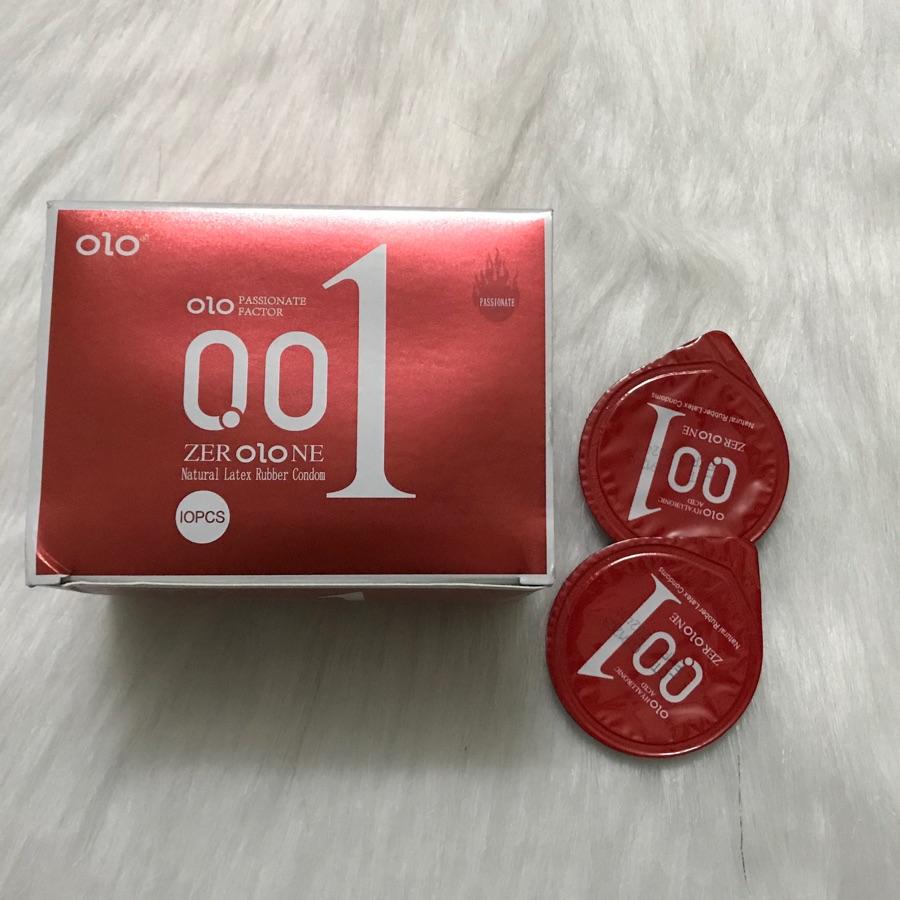 olo
PASSIONATE
olo PASSIONATE
FACTOR
0.01
ZER olo NE
Natural Latex Rubber Condom
10PCS
Natural Rubber Latex Condoms
ZER olo NE
0.01
olo HYALURONIC
ACID
Natural Rubber Latex Condoms
ZER olo NE
0.01
olo HYALURONIC
ACID